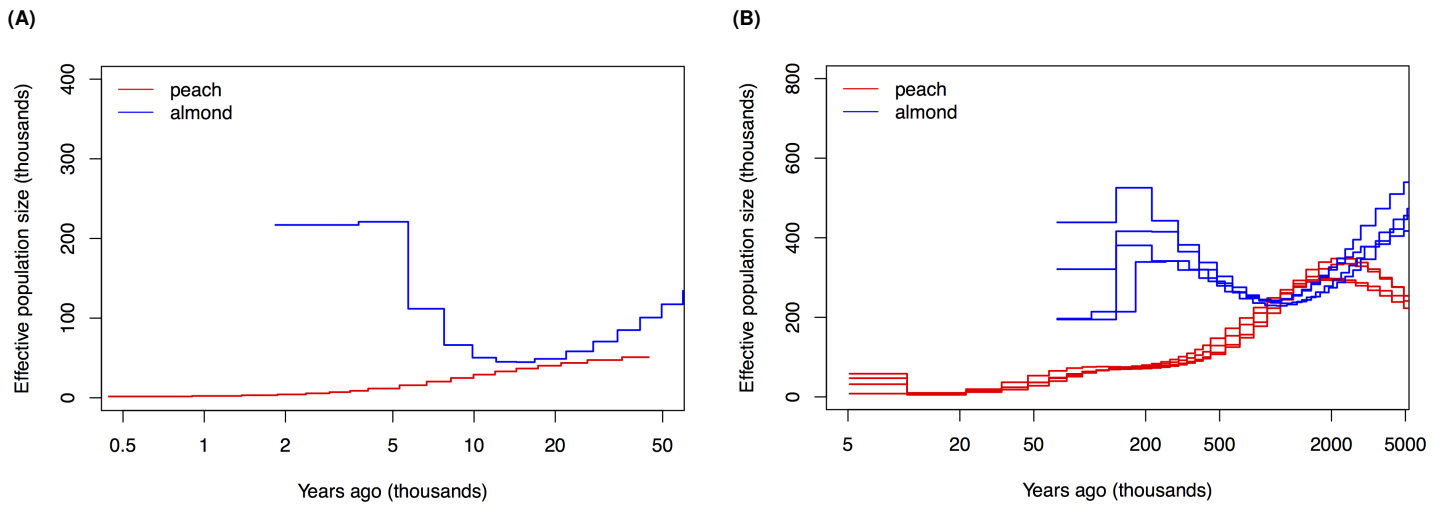 (A)
(B)
Effective population size (thousands)
400
300
200
100
0
peach
almond
0.5
1
2
5
10
20
50
Years ago (thousands)
Effective population size (thousands)
800
600
400
200
0
peach
almond
5
20
50
200
500
2000
5000
Years ago (thousands)